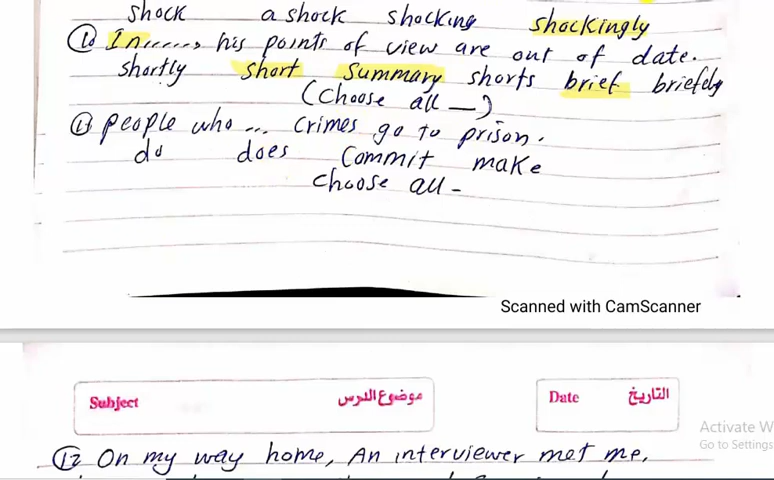 shock a shock shocking shockingly
(10) In......, his points of view are out of date.
shortly short summary shorts brief briefly
(Choose all __)
(11) people who ... crimes go to prison.
do does commit make
choose all -
Scanned with CamScanner
Subject موضوع الدرس
Date التاريخ
Activate W
Go to Settings
(12) On my way home, An interviewer met me,